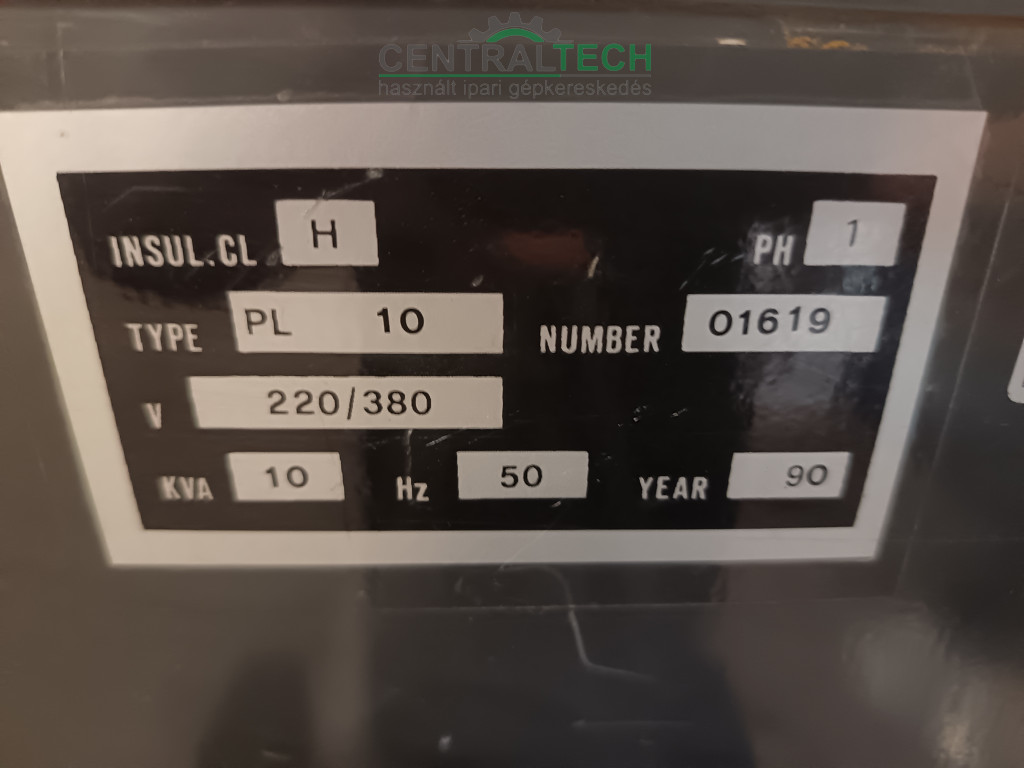 CENTRALTECH
használt ipari gépkereskedés
INSUL.CL H PH 1
TYPE PL 10 NUMBER 01619
V 220/380
KVA 10 Hz 50 YEAR 90